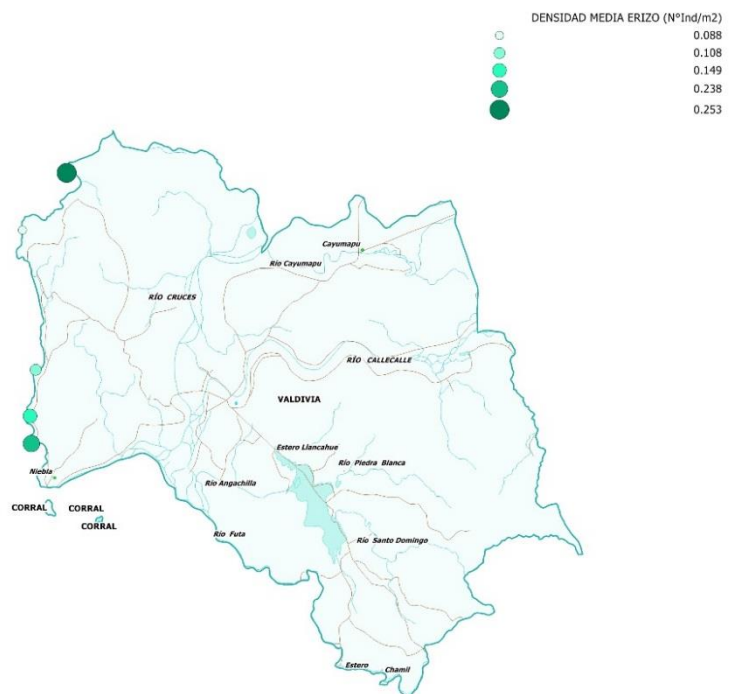 DENSIDAD MEDIA ERIZO (N°Ind/m2)
0.088
0.108
0.149
0.238
0.253
Cayumapu
Río Cayumapu
RÍO CRUCES
RÍO CALLECALLE
VALDIVIA
Estero Llancahue
Río Piedra Blanca
Niebla
Río Angachilla
CORRAL
CORRAL
CORRAL
Río Futa
Río Santo Domingo
Estero Chamil